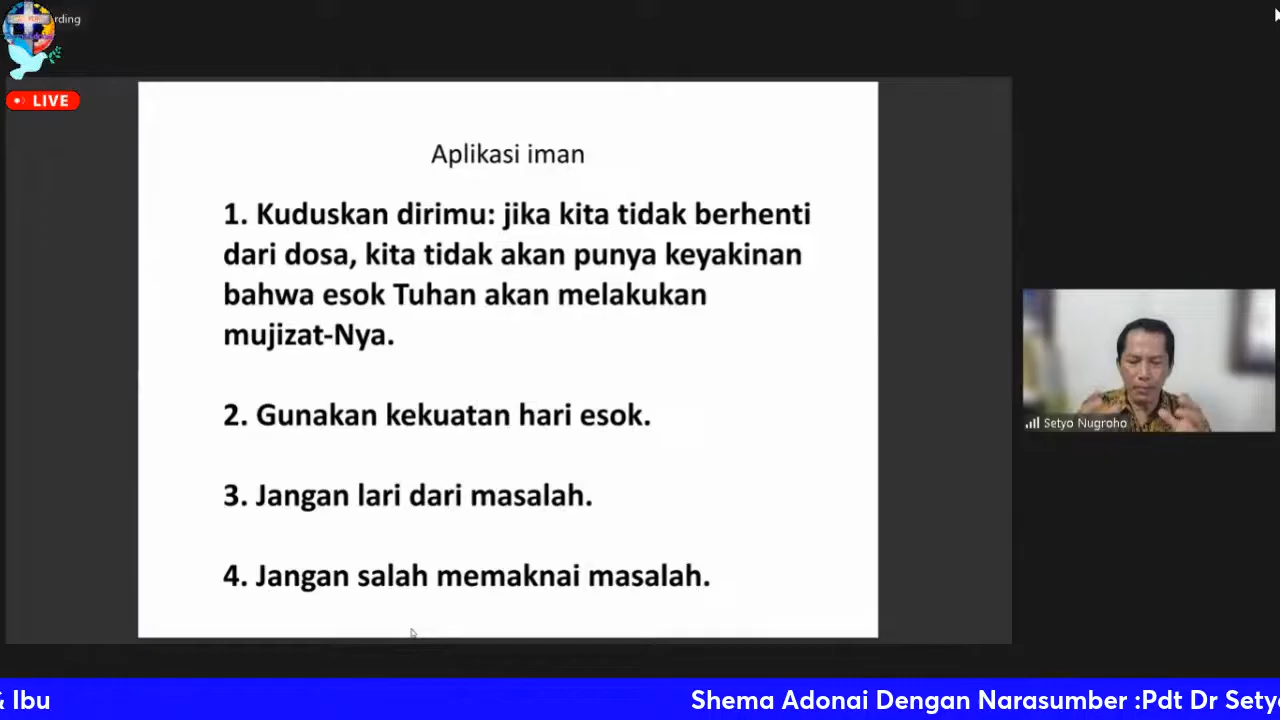 rding
LIVE
Aplikasi iman
1. Kuduskan dirimu: jika kita tidak berhenti
dari dosa, kita tidak akan punya keyakinan
bahwa esok Tuhan akan melakukan
mujizat-Nya.
2. Gunakan kekuatan hari esok.
3. Jangan lari dari masalah.
4. Jangan salah memaknai masalah.
Setyo Nugroho
& Ibu
Shema Adonai Dengan Narasumber :Pdt Dr Setyo